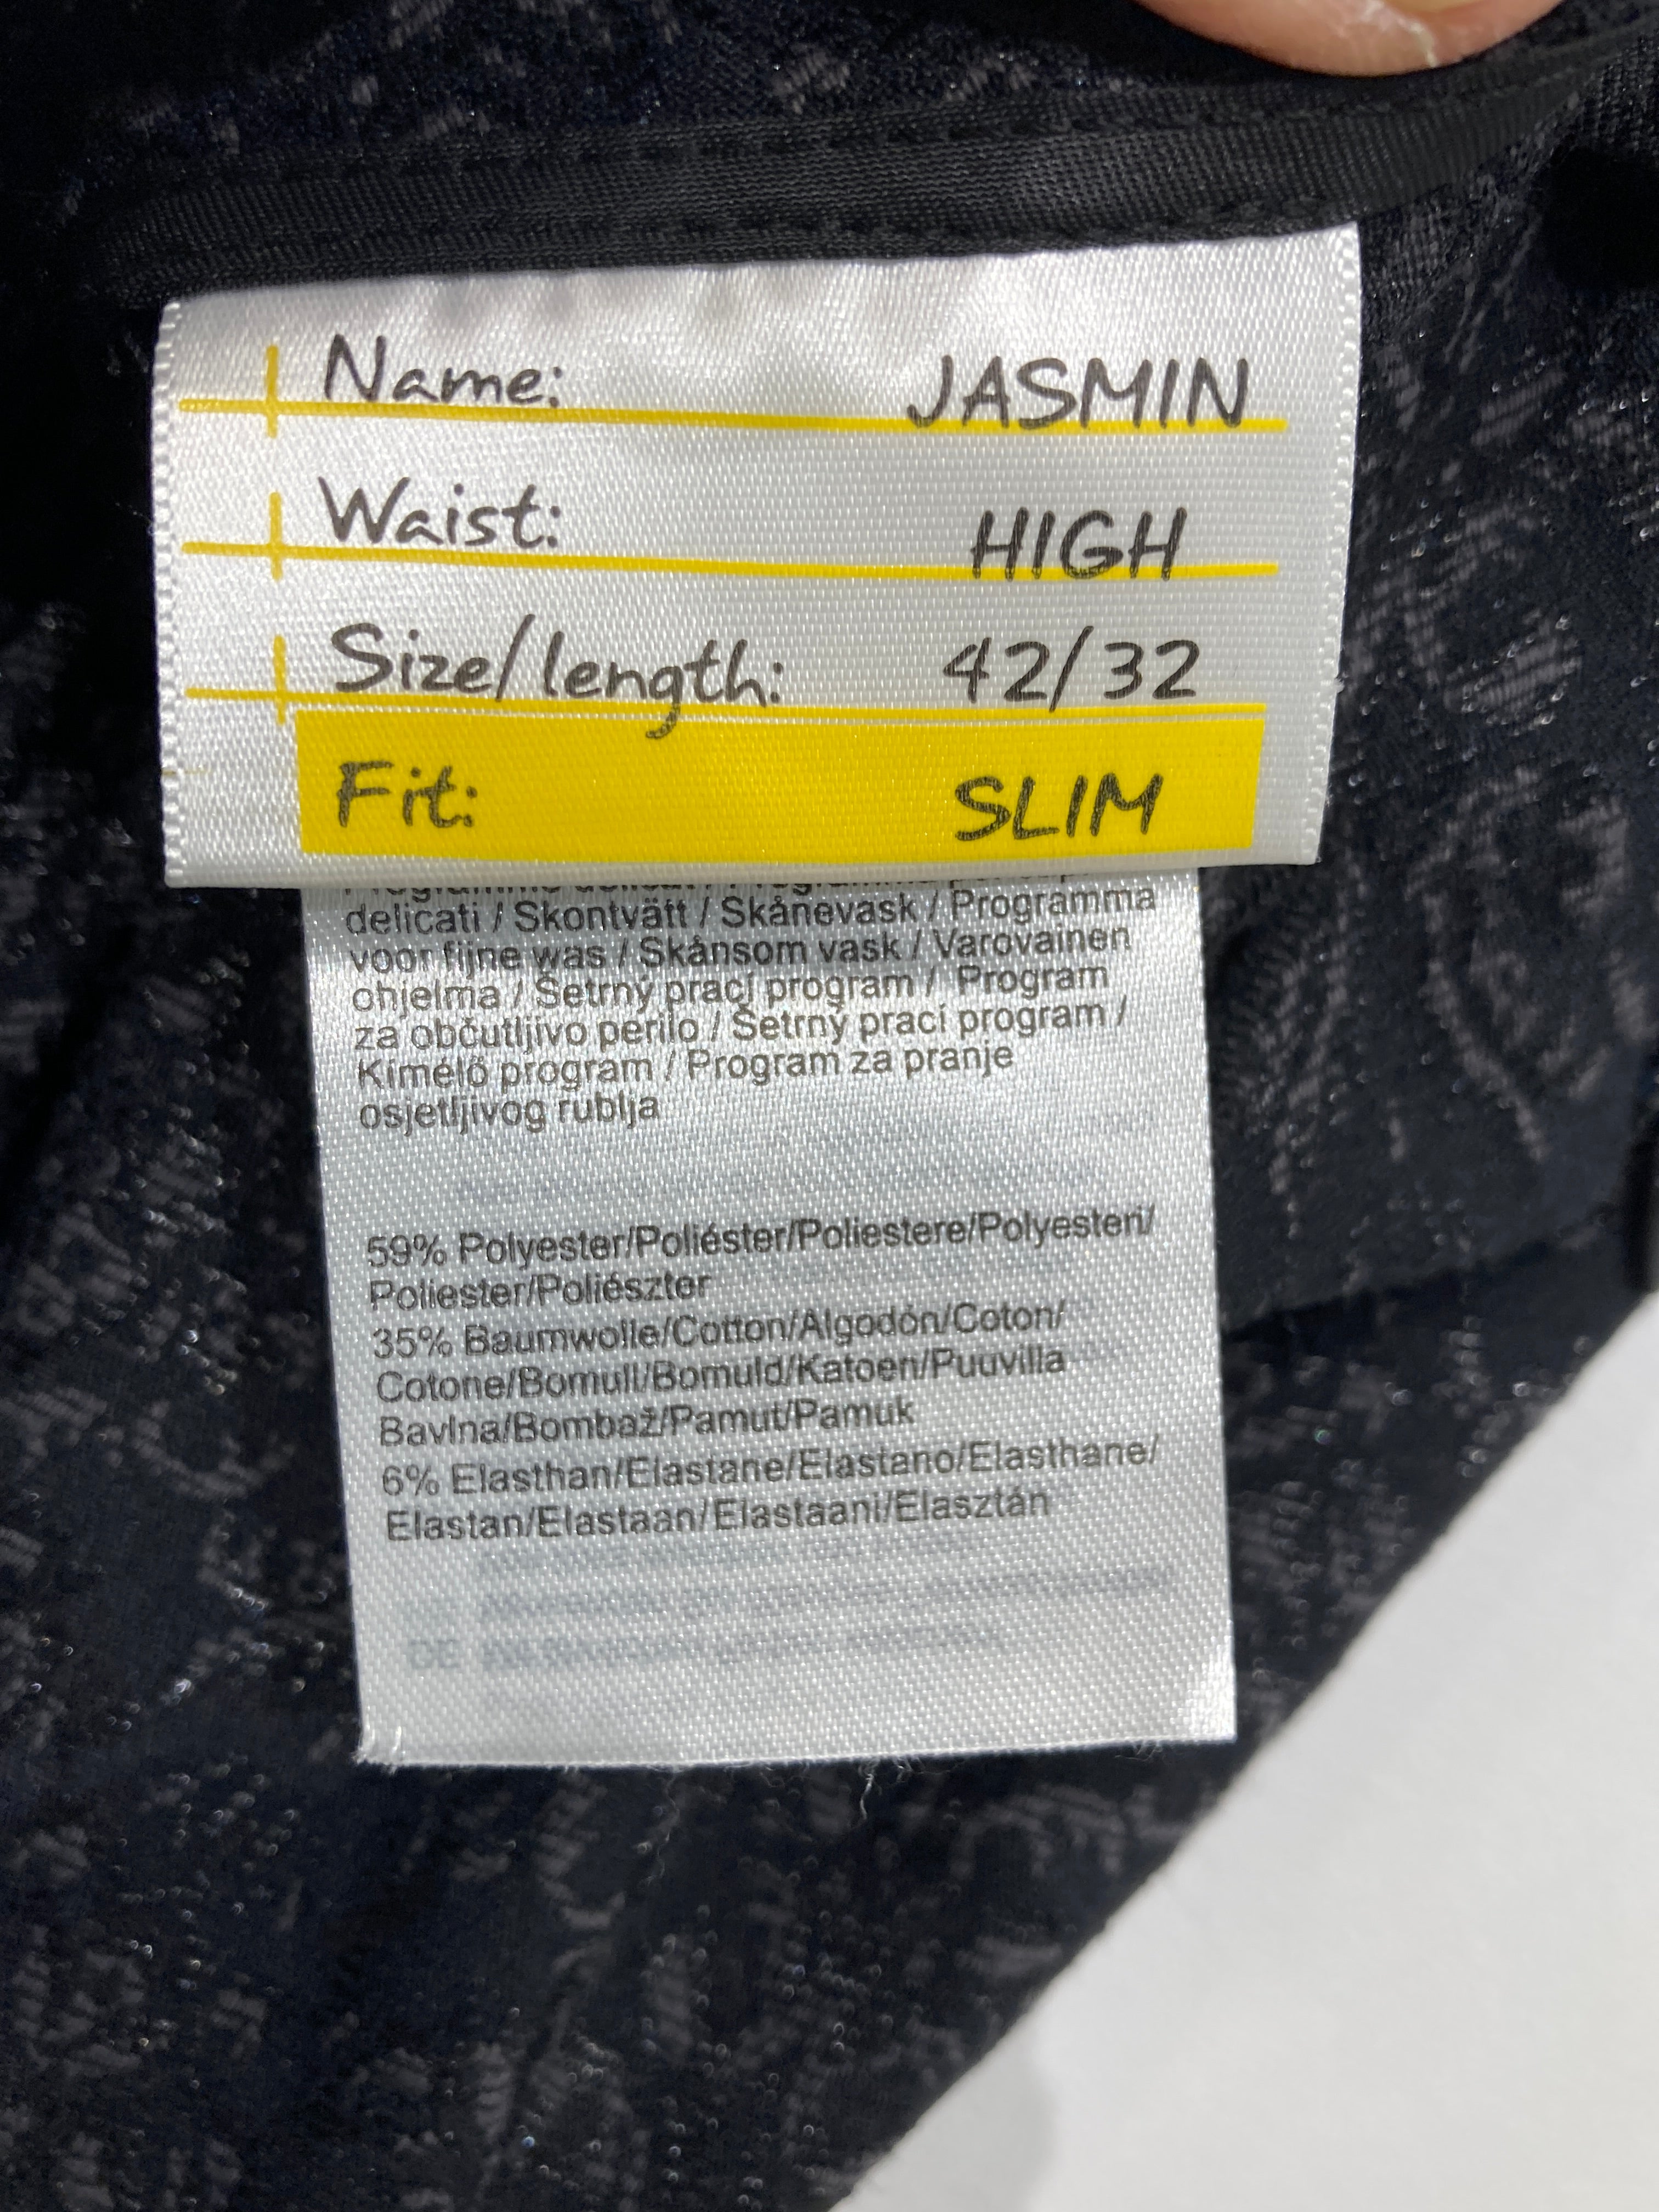 Name: JASMIN
Waist: HIGH
Size/length: 42/32
Fit: SLIM
delicati / Skontvätt / Skånevask / Programma
voor fijne was / Skånsom vask / Varovainen
ohjelma / Šetrný prací program / Program
za občutljivo perilo / Šetrný prací program /
Kímélő program / Program za pranje
osjetljivog rublja
59% Polyester/Poliéster/Poliestere/Polyesteri/
Poliester/Poliészter
35% Baumwolle/Cotton/Algodón/Coton/
Cotone/Bomull/Bomuld/Katoen/Puuvilla
Bavlna/Bombaž/Pamut/Pamuk
6% Elasthan/Elastane/Elastano/Elasthane/
Elastan/Elastaan/Elastaani/Elasztán